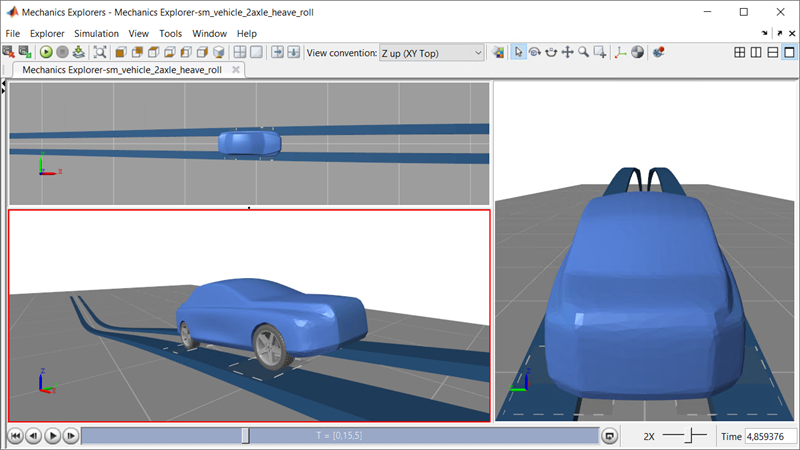 Mechanics Explorers - Mechanics Explorer-sm_vehicle_2axle_heave_roll
File Explorer Simulation View Tools Window Help
View convention: Z up (XY Top)
Mechanics Explorer-sm_vehicle_2axle_heave_roll
Y
X
Z
X
Z
T = [0,15,5]
2X
Time 4,859376